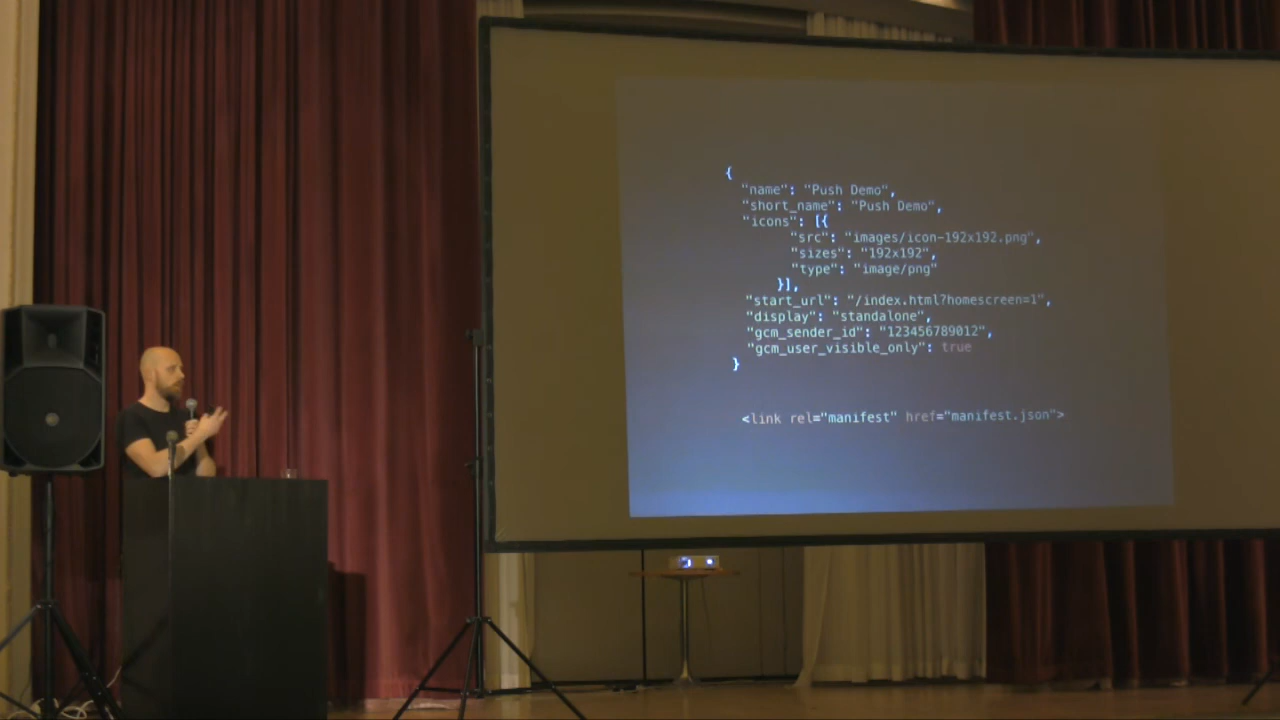 {
"name": "Push Demo",
"short_name": "Push Demo",
"icons": [{
"src": "images/icon-192x192.png",
"sizes": "192x192",
"type": "image/png"
}],
"start_url": "/index.html?homescreen=1",
"display": "standalone",
"gcm_sender_id": "123456789012",
"gcm_user_visible_only": true
}
<link rel="manifest" href="manifest.json">